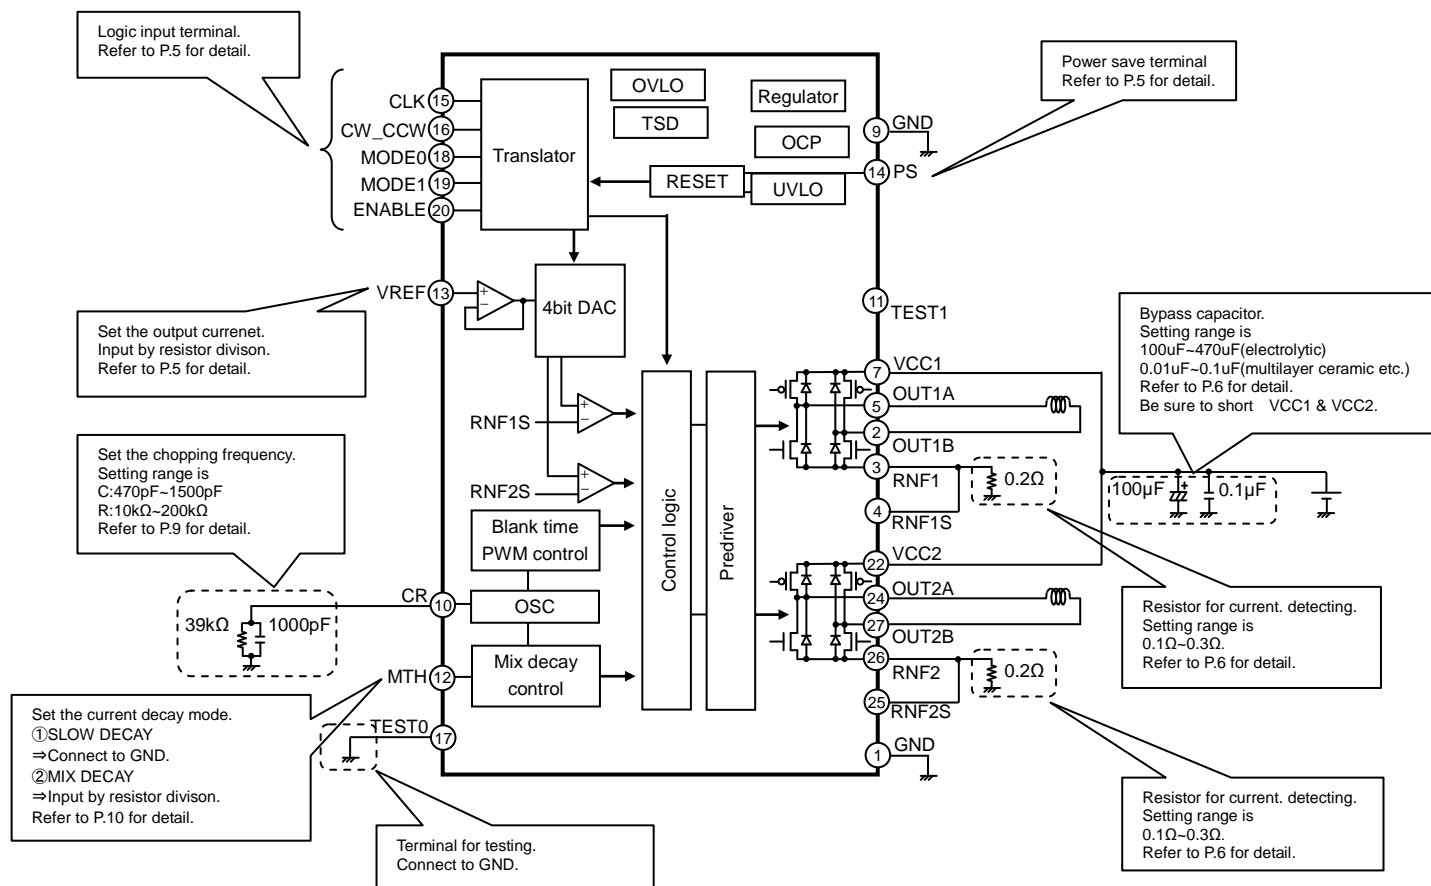 Logic input terminal.
Refer to P.5 for detail.
Power save terminal
Refer to P.5 for detail.
CLK 15
CW_CCW 16
MODE0 18
MODE1 19
ENABLE 20
Translator
OVLO
TSD
Regulator
OCP
RESET
UVLO
9 GND
14 PS
VREF 13
4bit DAC
+
−
11
TEST1
Set the output currenet.
Input by resistor divison.
Refer to P.5 for detail.
Bypass capacitor.
Setting range is
100uF~470uF(electrolytic)
0.01uF~0.1uF(multilayer ceramic etc.)
Refer to P.6 for detail.
Be sure to short VCC1 & VCC2.
RNF1S
+
−
RNF2S
+
−
Control logic
Predriver
7 VCC1
5 OUT1A
2 OUT1B
3 RNF1
4 RNF1S
0.2Ω
100µF
+
0.1µF
22 VCC2
24 OUT2A
27 OUT2B
26 RNF2
25 RNF2S
0.2Ω
1 GND
Set the chopping frequency.
Setting range is
C:470pF~1500pF
R:10kΩ~200kΩ
Refer to P.9 for detail.
Blank time
PWM control
OSC
Mix decay
control
CR 10
39kΩ
1000pF
MTH 12
TEST0
17
Set the current decay mode.
①SLOW DECAY
⇒Connect to GND.
②MIX DECAY
⇒Input by resistor divison.
Refer to P.10 for detail.
Terminal for testing.
Connect to GND.
Resistor for current. detecting.
Setting range is
0.1Ω~0.3Ω.
Refer to P.6 for detail.
Resistor for current. detecting.
Setting range is
0.1Ω~0.3Ω.
Refer to P.6 for detail.